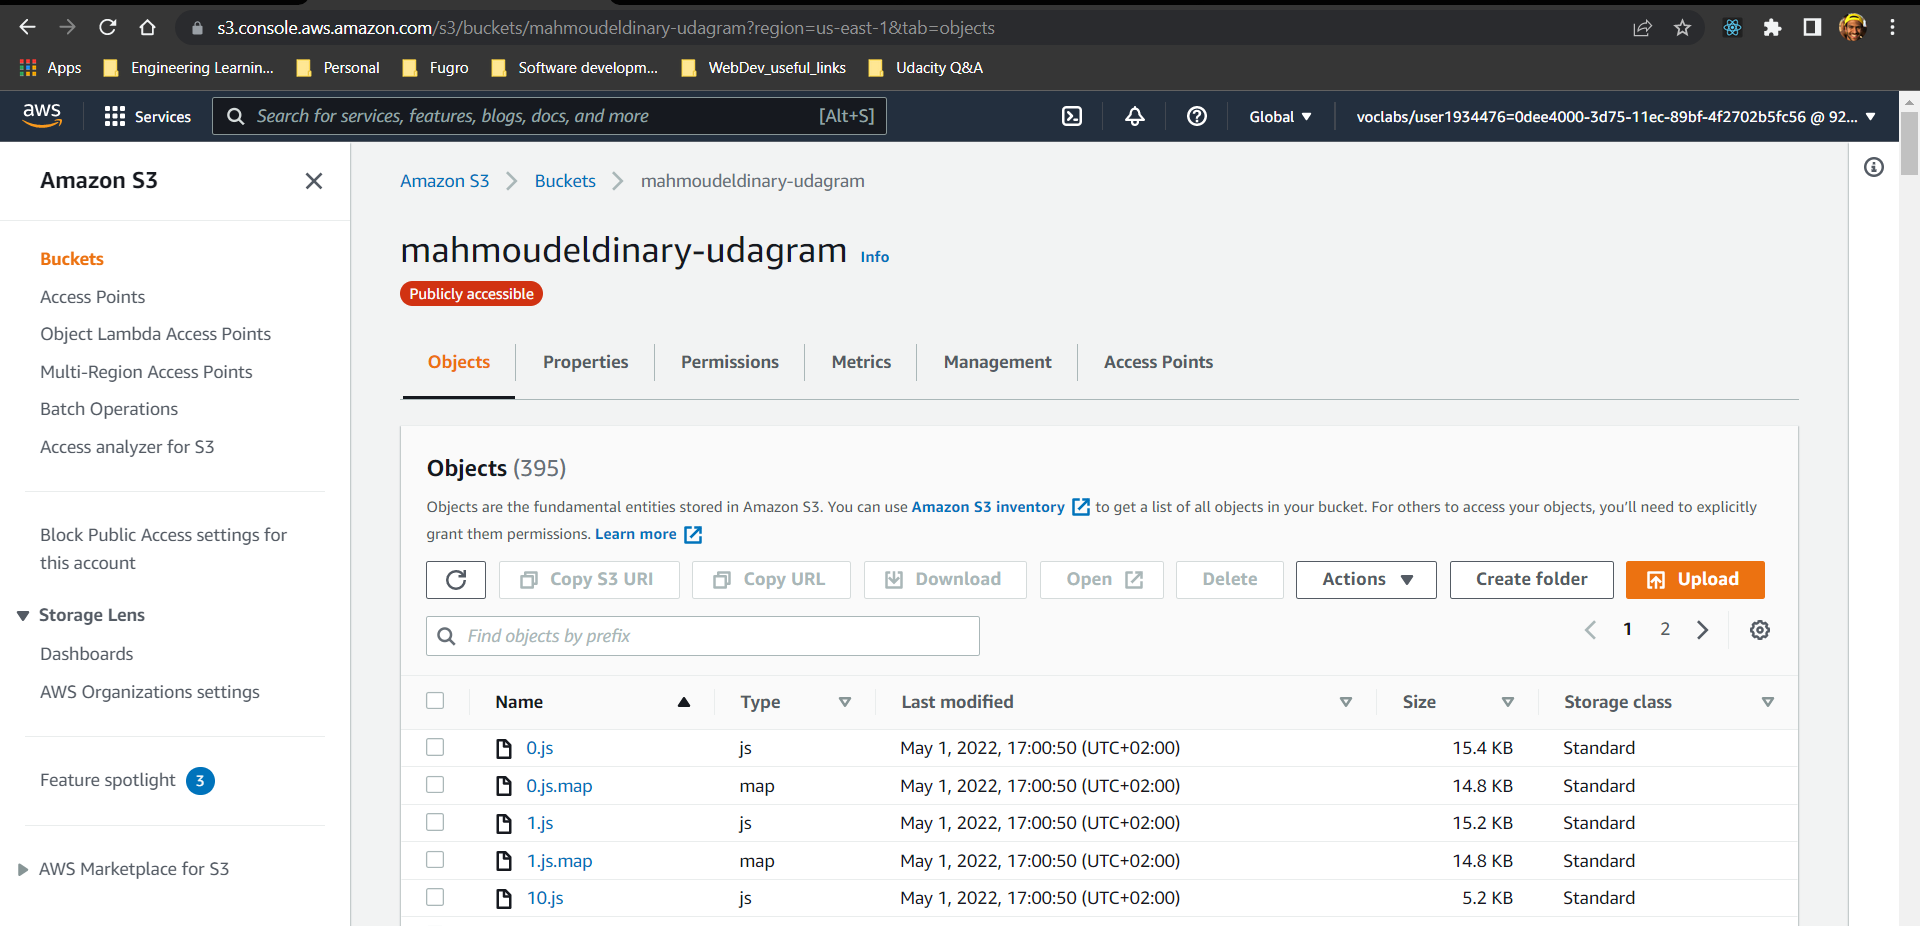 s3.console.aws.amazon.com/s3/buckets/mahmoudeldinary-udagram?region=us-east-1&tab=objects
Apps Engineering Learnin... Personal Fugro Software developm... WebDev_useful_links Udacity Q&A
aws Services Search for services, features, blogs, docs, and more [Alt+S] Global voclabs/user1934476=0dee4000-3d75-11ec-89bf-4f2702b5fc56 @ 92...
Amazon S3
Buckets
Access Points
Object Lambda Access Points
Multi-Region Access Points
Batch Operations
Access analyzer for S3
Block Public Access settings for
this account
Storage Lens
Dashboards
AWS Organizations settings
Feature spotlight 3
AWS Marketplace for S3
Amazon S3 Buckets mahmoudeldinary-udagram
mahmoudeldinary-udagram Info
Publicly accessible
Objects Properties Permissions Metrics Management Access Points
Objects (395)
Objects are the fundamental entities stored in Amazon S3. You can use Amazon S3 inventory to get a list of all objects in your bucket. For others to access your objects, you'll need to explicitly
grant them permissions. Learn more
Copy S3 URI Copy URL Download Open Delete Actions Create folder Upload
Find objects by prefix 1 2
Name Type Last modified Size Storage class
0.js js May 1, 2022, 17:00:50 (UTC+02:00) 15.4 KB Standard
0.js.map map May 1, 2022, 17:00:50 (UTC+02:00) 14.8 KB Standard
1.js js May 1, 2022, 17:00:50 (UTC+02:00) 15.2 KB Standard
1.js.map map May 1, 2022, 17:00:50 (UTC+02:00) 14.8 KB Standard
10.js js May 1, 2022, 17:00:50 (UTC+02:00) 5.2 KB Standard